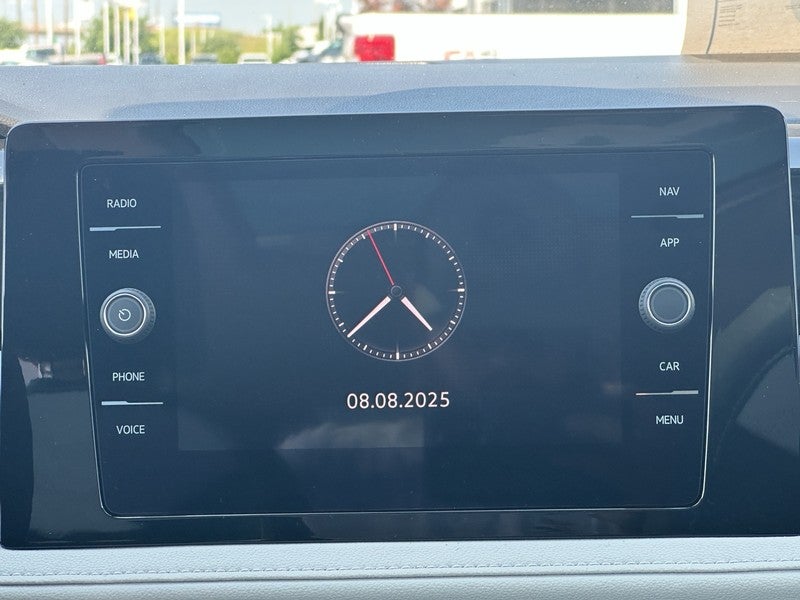 RADIO
MEDIA
PHONE
VOICE
08.08.2025
NAV
APP
CAR
MENU